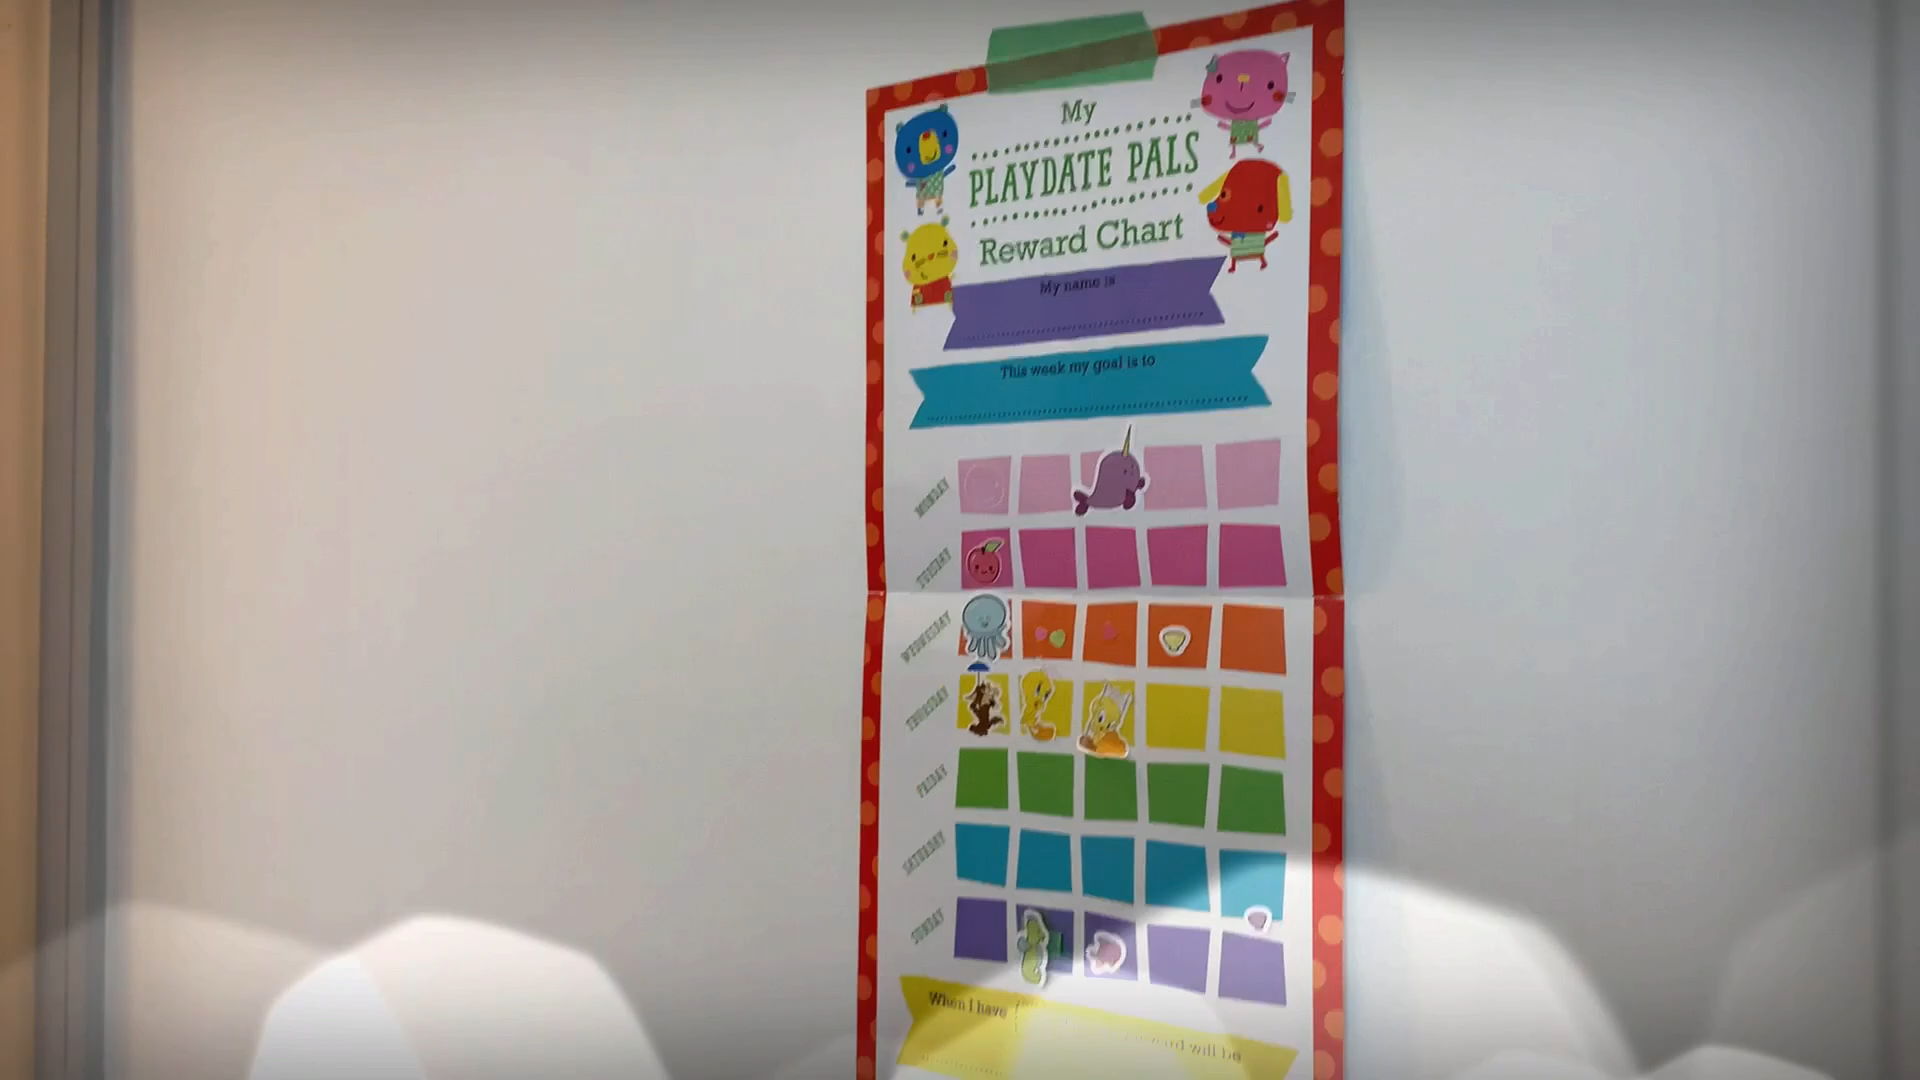 My
PLAYDATE PALS
Reward Chart
My name is
This week my goal is to
MONDAY
TUESDAY
WEDNESDAY
THURSDAY
FRIDAY
SATURDAY
SUNDAY
When I have
will be